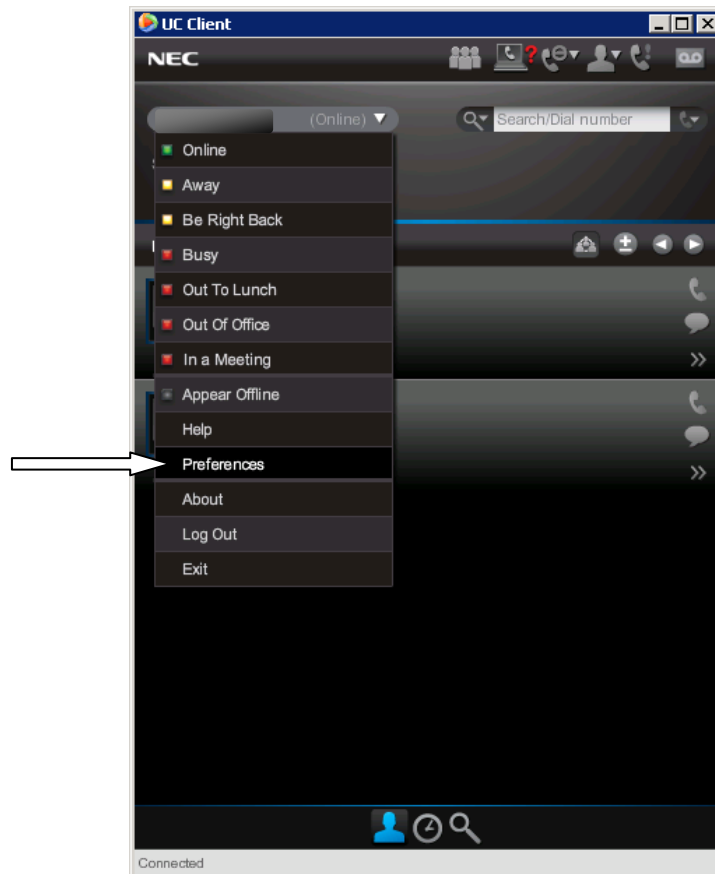 UC Client
NEC
(Online)
Search/Dial number
Online
Away
Be Right Back
Busy
Out To Lunch
Out Of Office
In a Meeting
Appear Offline
Help
Preferences
About
Log Out
Exit
Connected